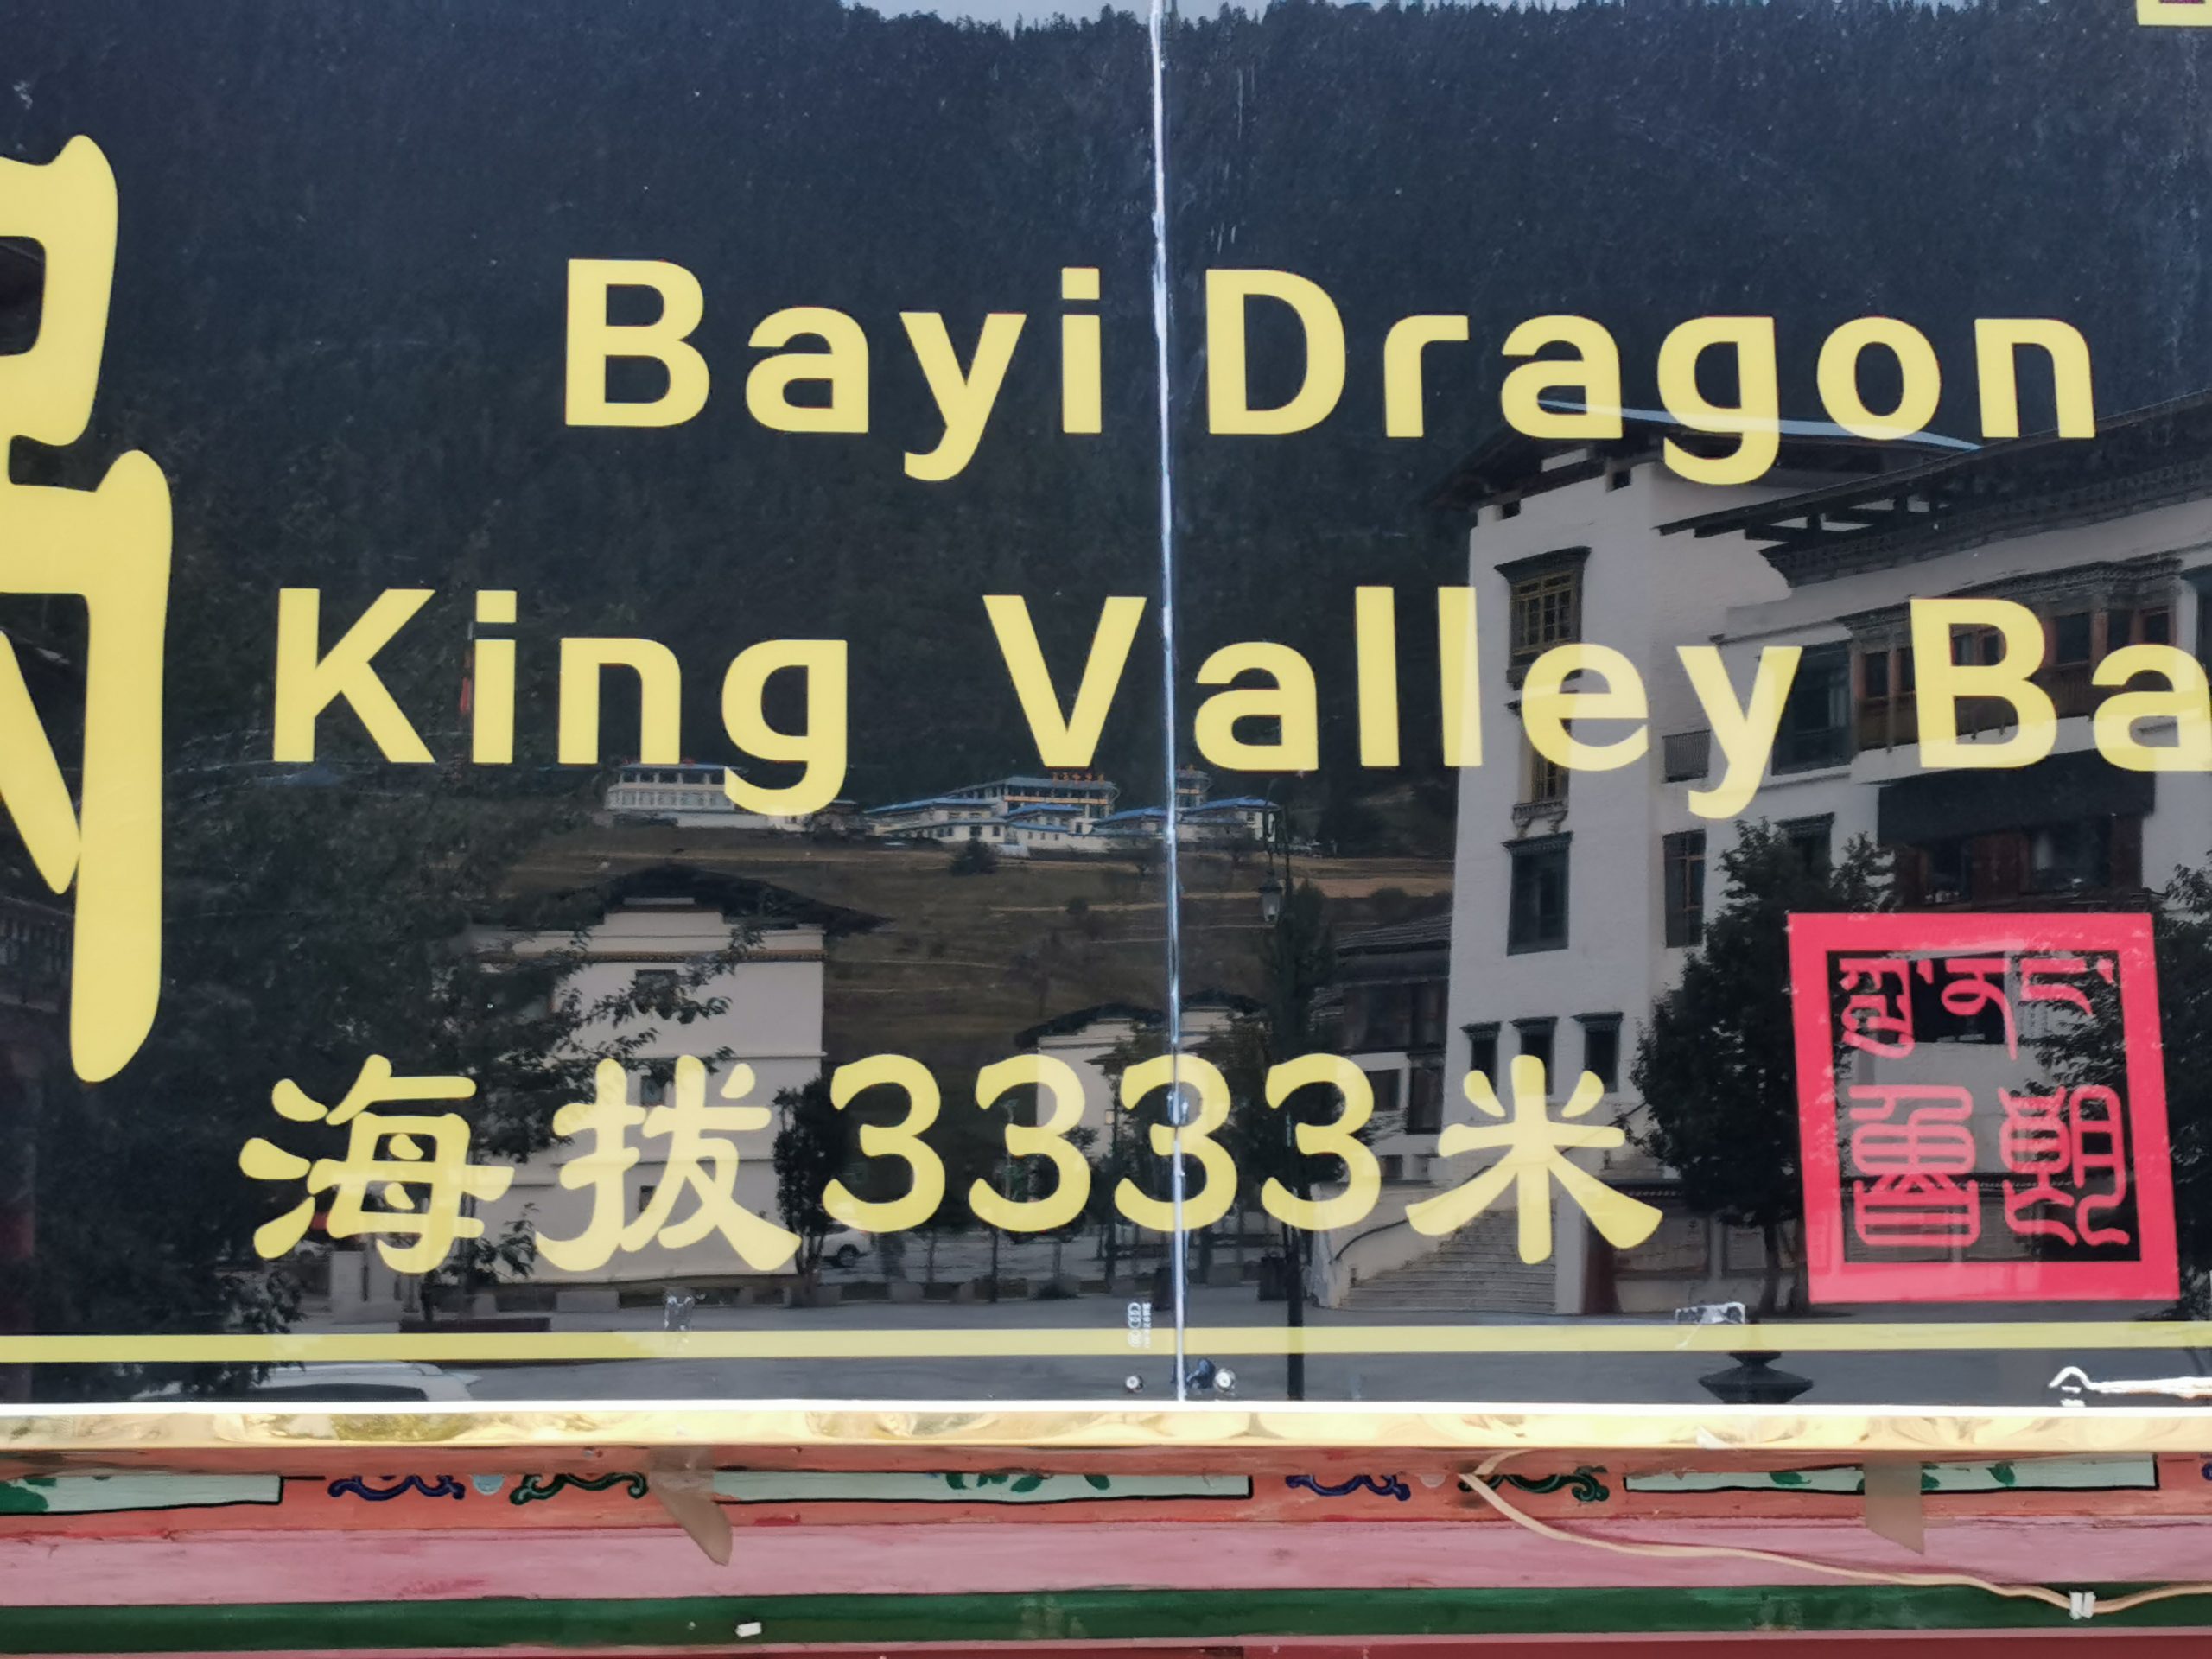 Bayi Dragon
King Valley Ba
海拔3333米